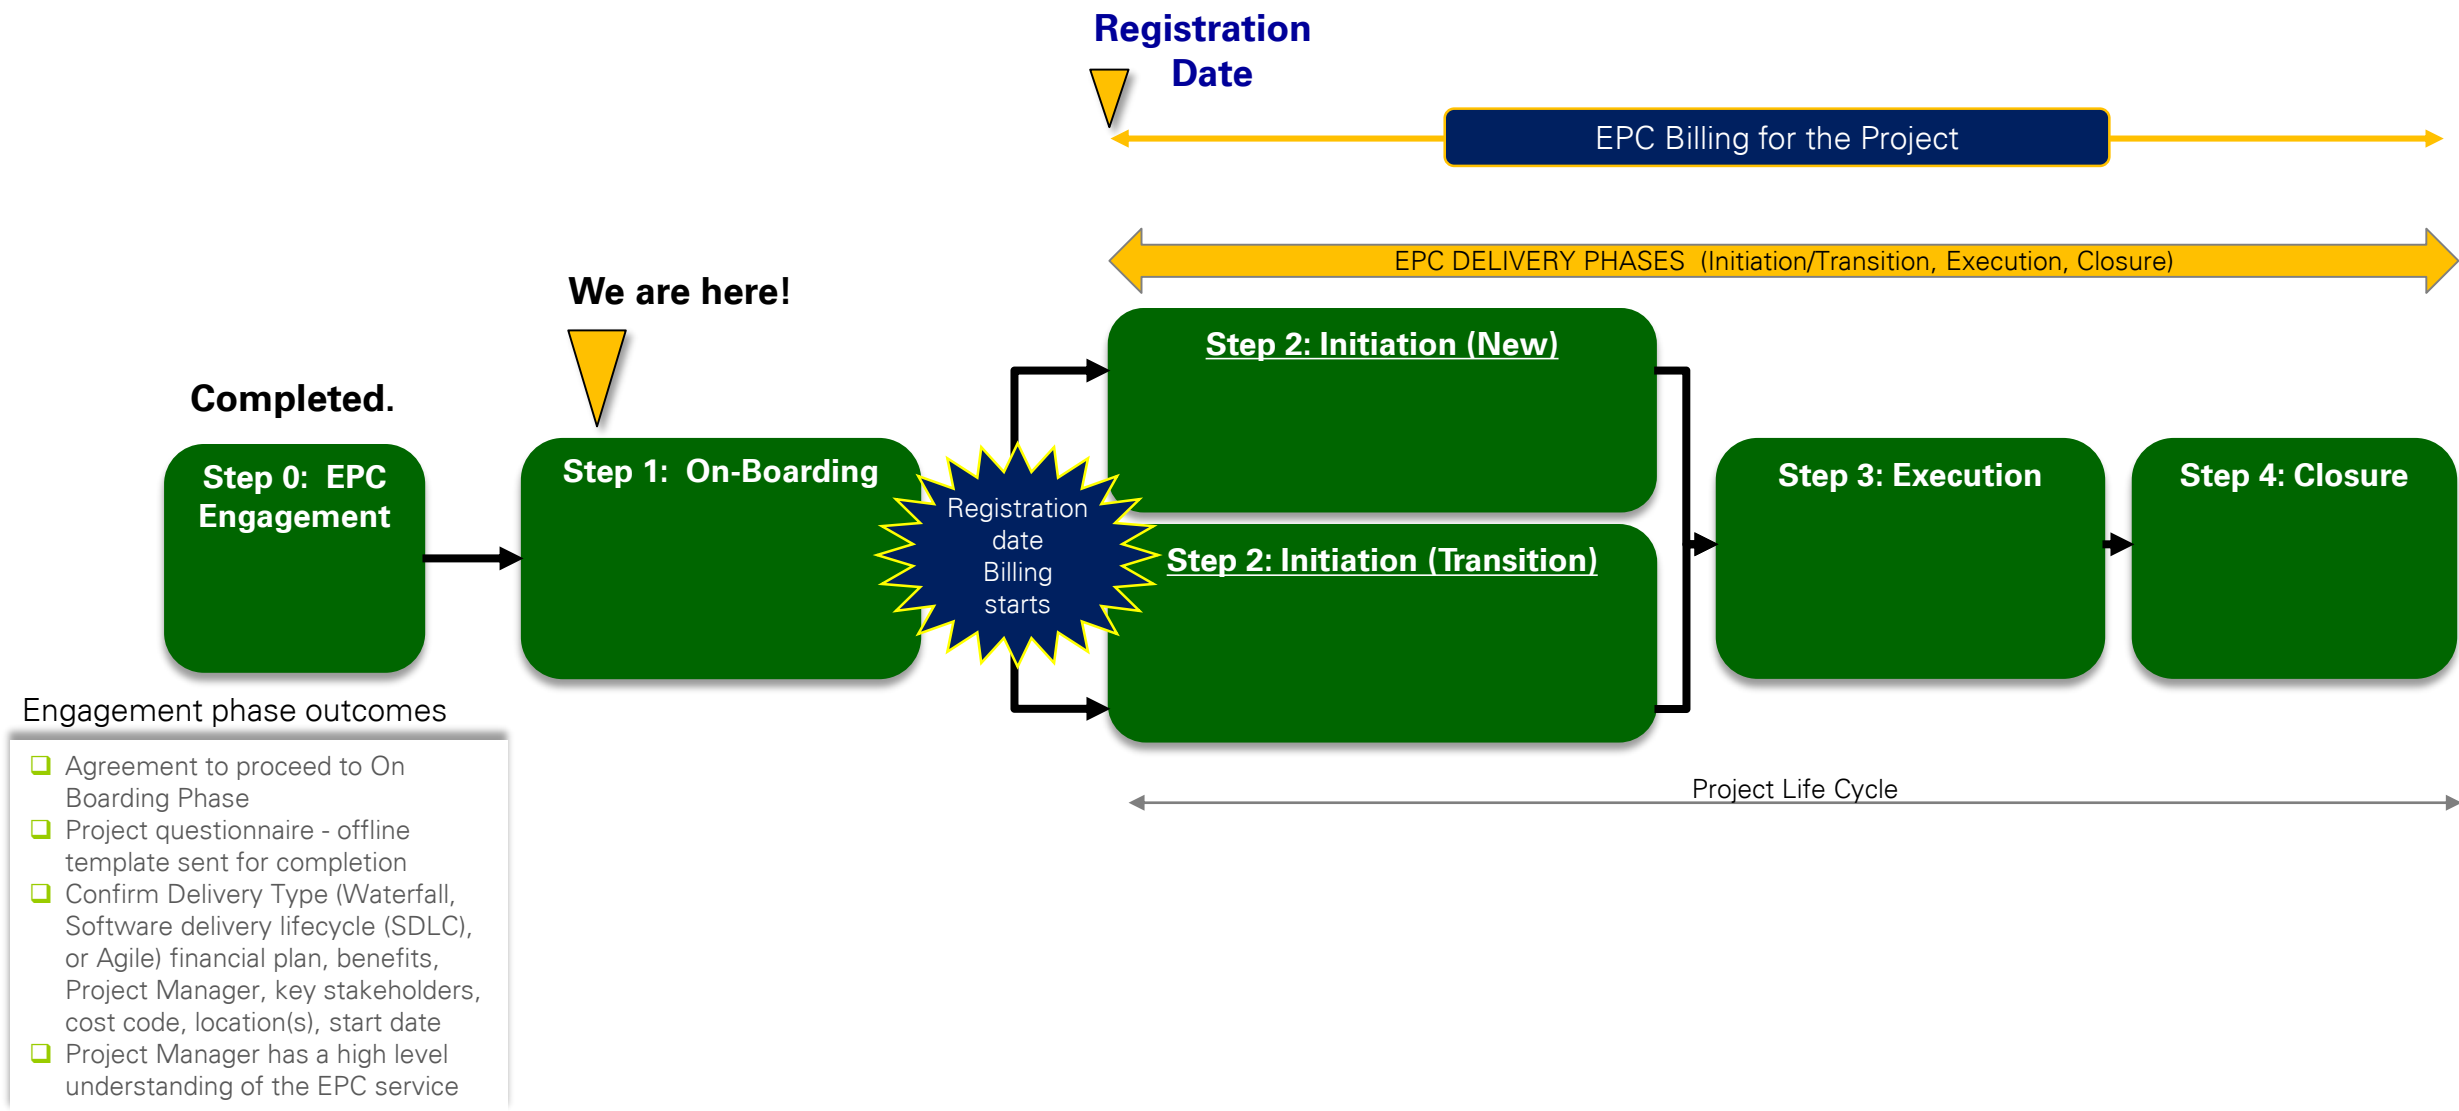 Registration
Date
EPC Billing for the Project
EPC DELIVERY PHASES  (Initiation/Transition, Execution, Closure)
We are here!
Completed.
Step 0:  EPC
Engagement
Step 1:  On-Boarding
Registration
date
Billing
starts
Step 2: Initiation (New)
Step 2: Initiation (Transition)
Step 3: Execution
Step 4: Closure
Project Life Cycle
Engagement phase outcomes
Agreement to proceed to On
Boarding Phase
Project questionnaire - offline
template sent for completion
Confirm Delivery Type (Waterfall,
Software delivery lifecycle (SDLC),
or Agile) financial plan, benefits,
Project Manager, key stakeholders,
cost code, location(s), start date
Project Manager has a high level
understanding of the EPC service